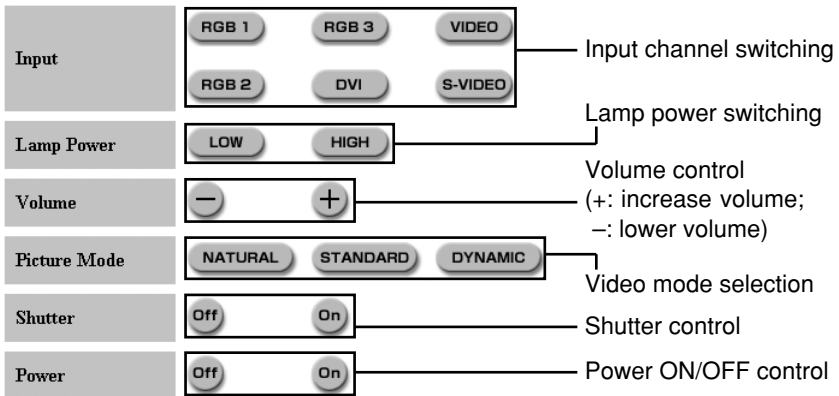 Input
RGB 1 RGB 3 VIDEO
RGB 2 DVI S-VIDEO
Input channel switching
Lamp Power
LOW HIGH
Lamp power switching
Volume
− +
Volume control
(+: increase volume;
–: lower volume)
Picture Mode
NATURAL STANDARD DYNAMIC
Video mode selection
Shutter
Off On
Shutter control
Power
Off On
Power ON/OFF control